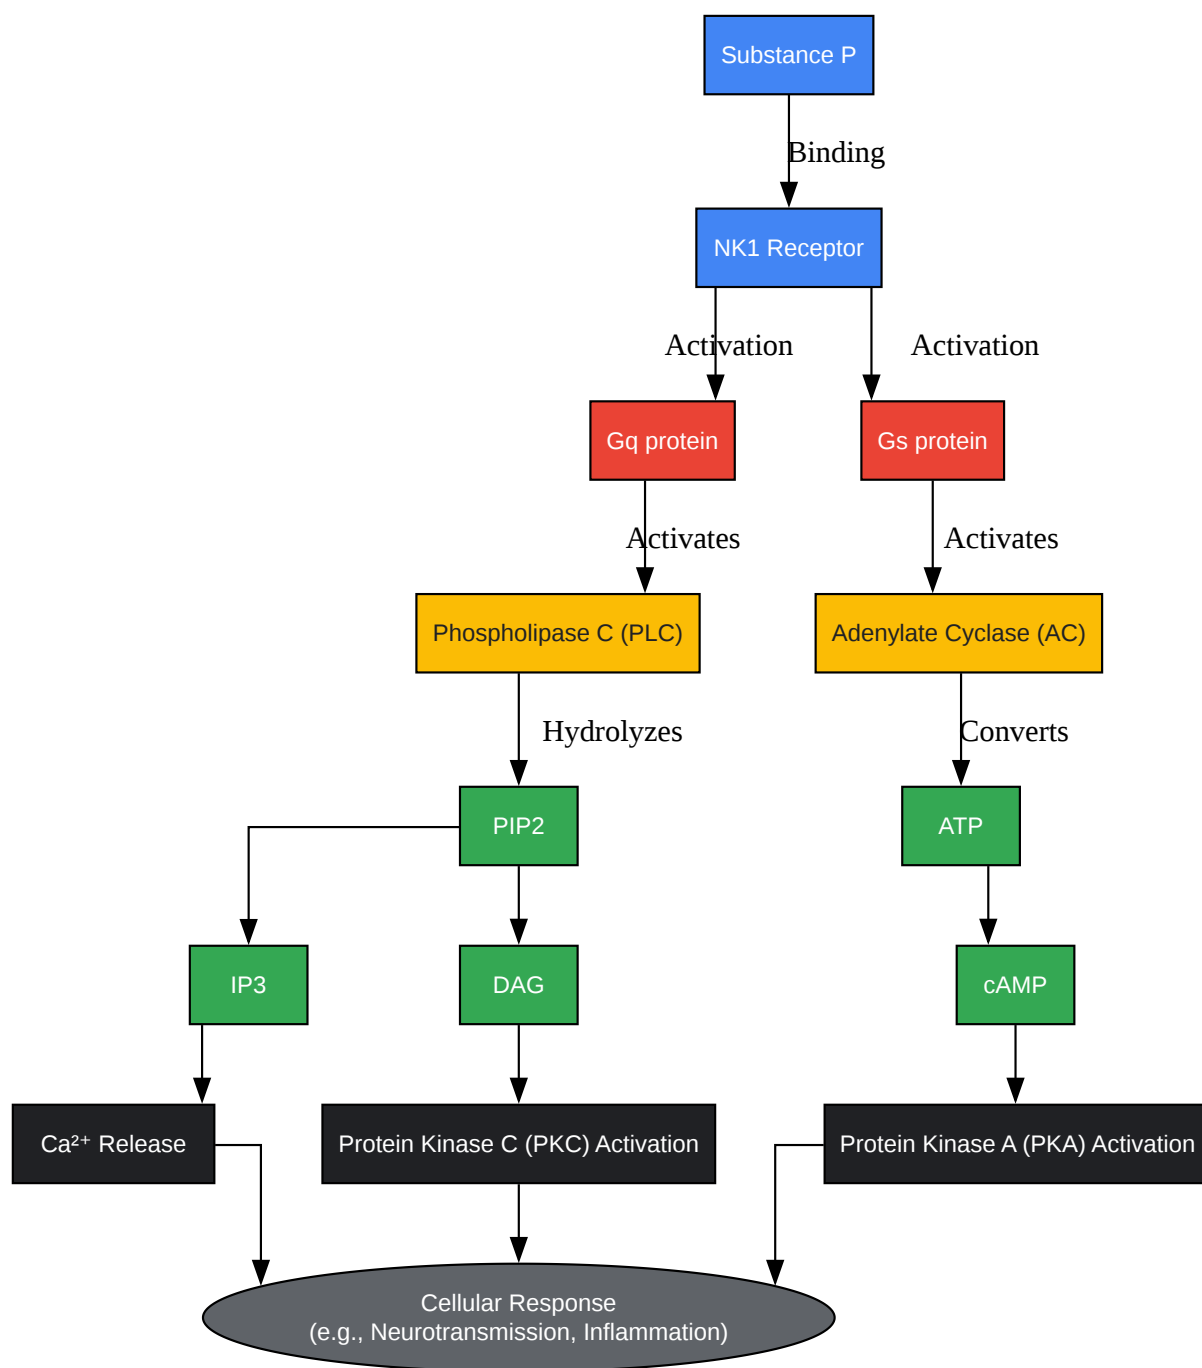 Substance P
Binding
NK1 Receptor
Activation
Activation
Gq protein
Gs protein
Activates
Activates
Phospholipase C (PLC)
Adenylate Cyclase (AC)
Hydrolyzes
Converts
PIP2
ATP
IP3
DAG
cAMP
Ca²⁺ Release
Protein Kinase C (PKC) Activation
Protein Kinase A (PKA) Activation
Cellular Response
(e.g., Neurotransmission, Inflammation)